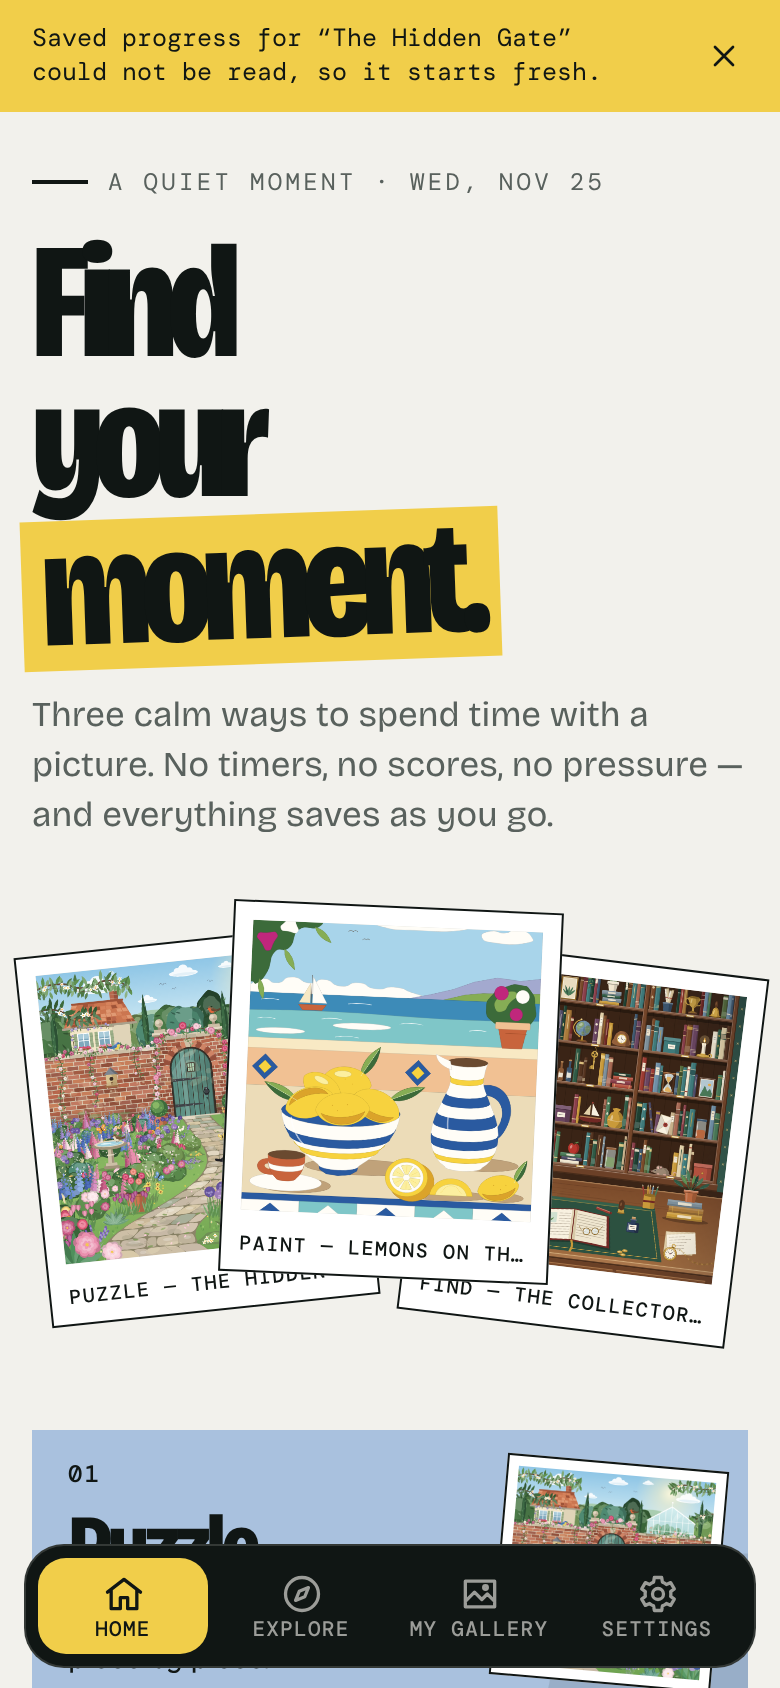 Saved progress for “The Hidden Gate”
could not be read, so it starts fresh.
A QUIET MOMENT · WED, NOV 25
Find
your
moment.
Three calm ways to spend time with a
picture. No timers, no scores, no pressure —
and everything saves as you go.
PUZZLE — THE HIDDEN
PAINT — LEMONS ON TH…
FIND — THE COLLECTOR…
01
Puzzle
HOME
EXPLORE
MY GALLERY
SETTINGS